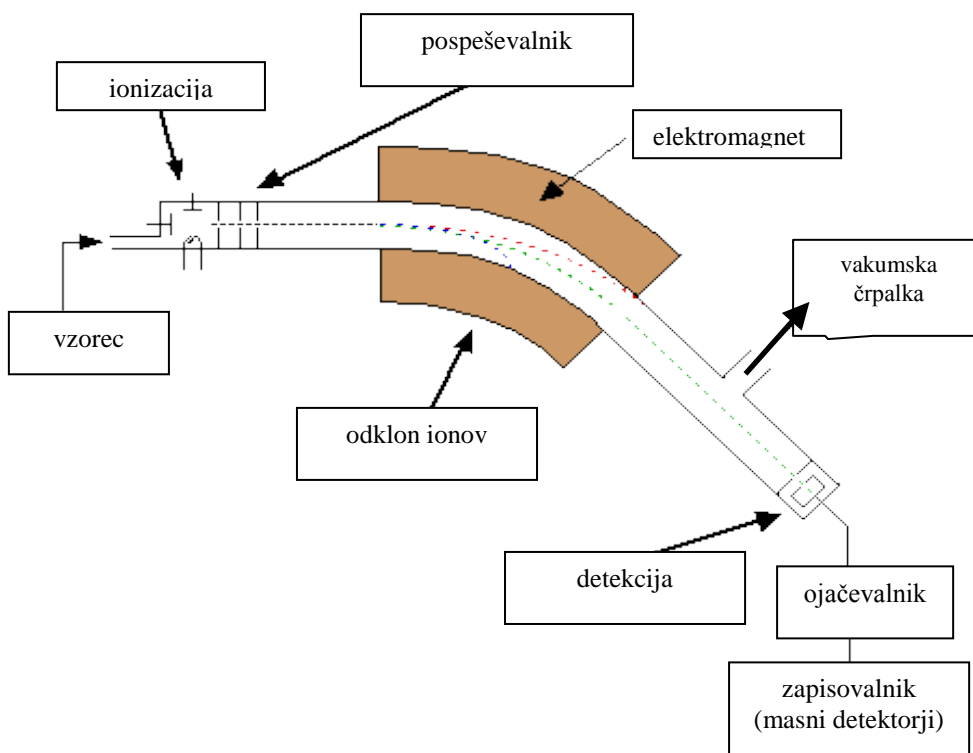 pospeševalnik
ionizacija
elektromagnet
vakumska
črpalka
vzorec
odklon ionov
detekcija
ojačevalnik
zapisovalnik
(masni detektorji)